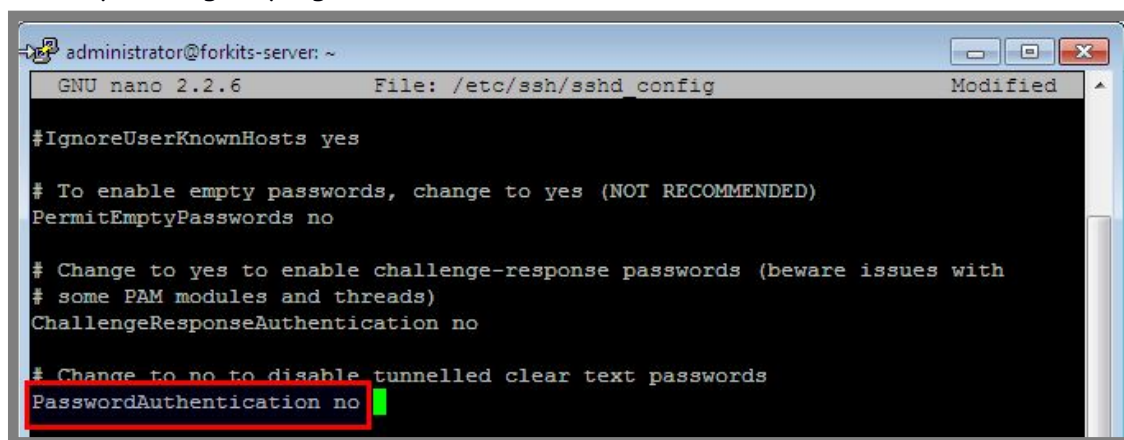 administrator@forkits-server: ~
GNU nano 2.2.6 File: /etc/ssh/sshd_config Modified
#IgnoreUserKnownHosts yes
# To enable empty passwords, change to yes (NOT RECOMMENDED)
PermitEmptyPasswords no
# Change to yes to enable challenge-response passwords (beware issues with
# some PAM modules and threads)
ChallengeResponseAuthentication no
# Change to no to disable tunnelled clear text passwords
PasswordAuthentication no